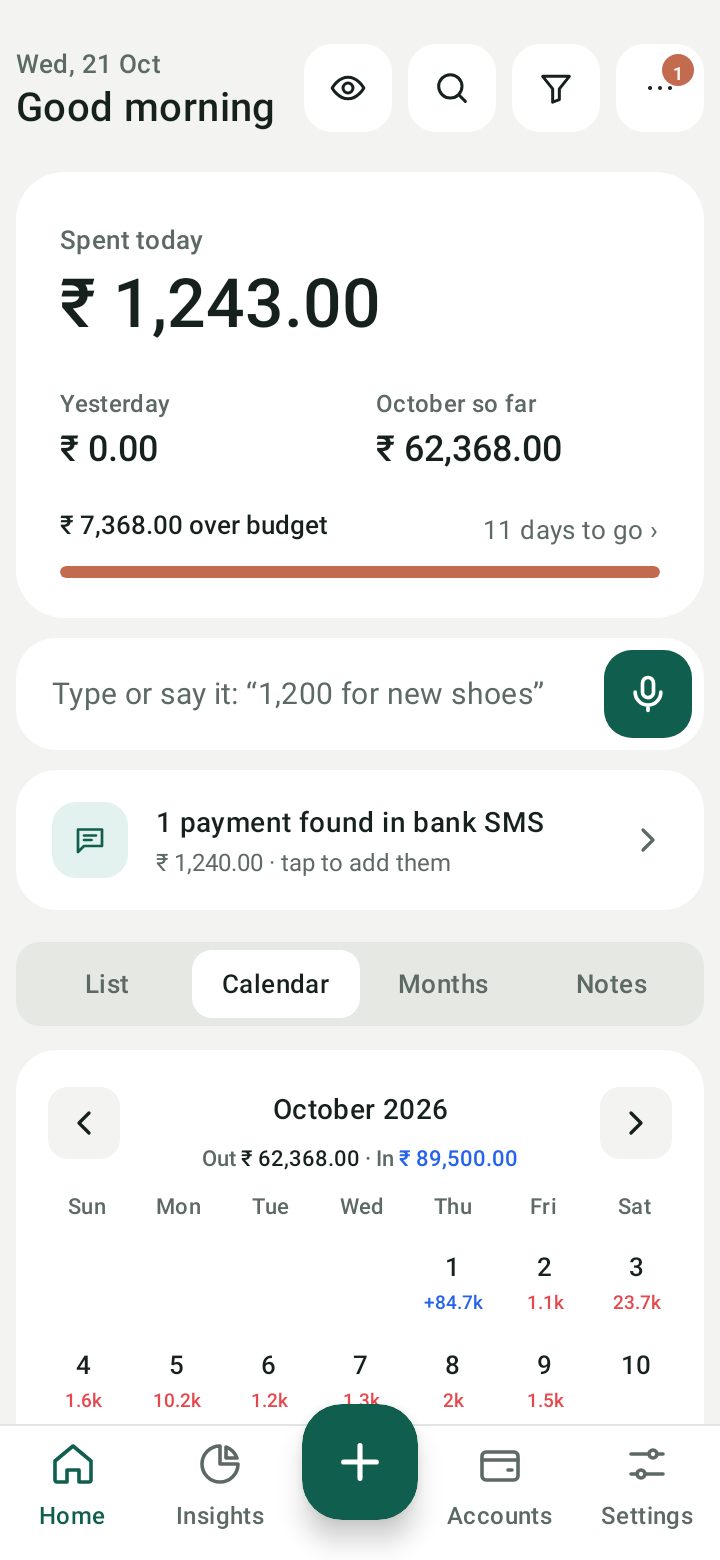 Wed, 21 Oct
Good morning
1
Spent today
₹ 1,243.00
Yesterday
October so far
₹ 0.00
₹ 62,368.00
₹ 7,368.00 over budget
11 days to go ›
Type or say it: “1,200 for new shoes”
1 payment found in bank SMS
₹ 1,240.00 · tap to add them
List Calendar Months Notes
October 2026
Out ₹ 62,368.00 · In ₹ 89,500.00
Sun Mon Tue Wed Thu Fri Sat
1 2 3
+84.7k 1.1k 23.7k
4 5 6 7 8 9 10
1.6k 10.2k 1.2k 1.3k 2k 1.5k
Home Insights Accounts Settings